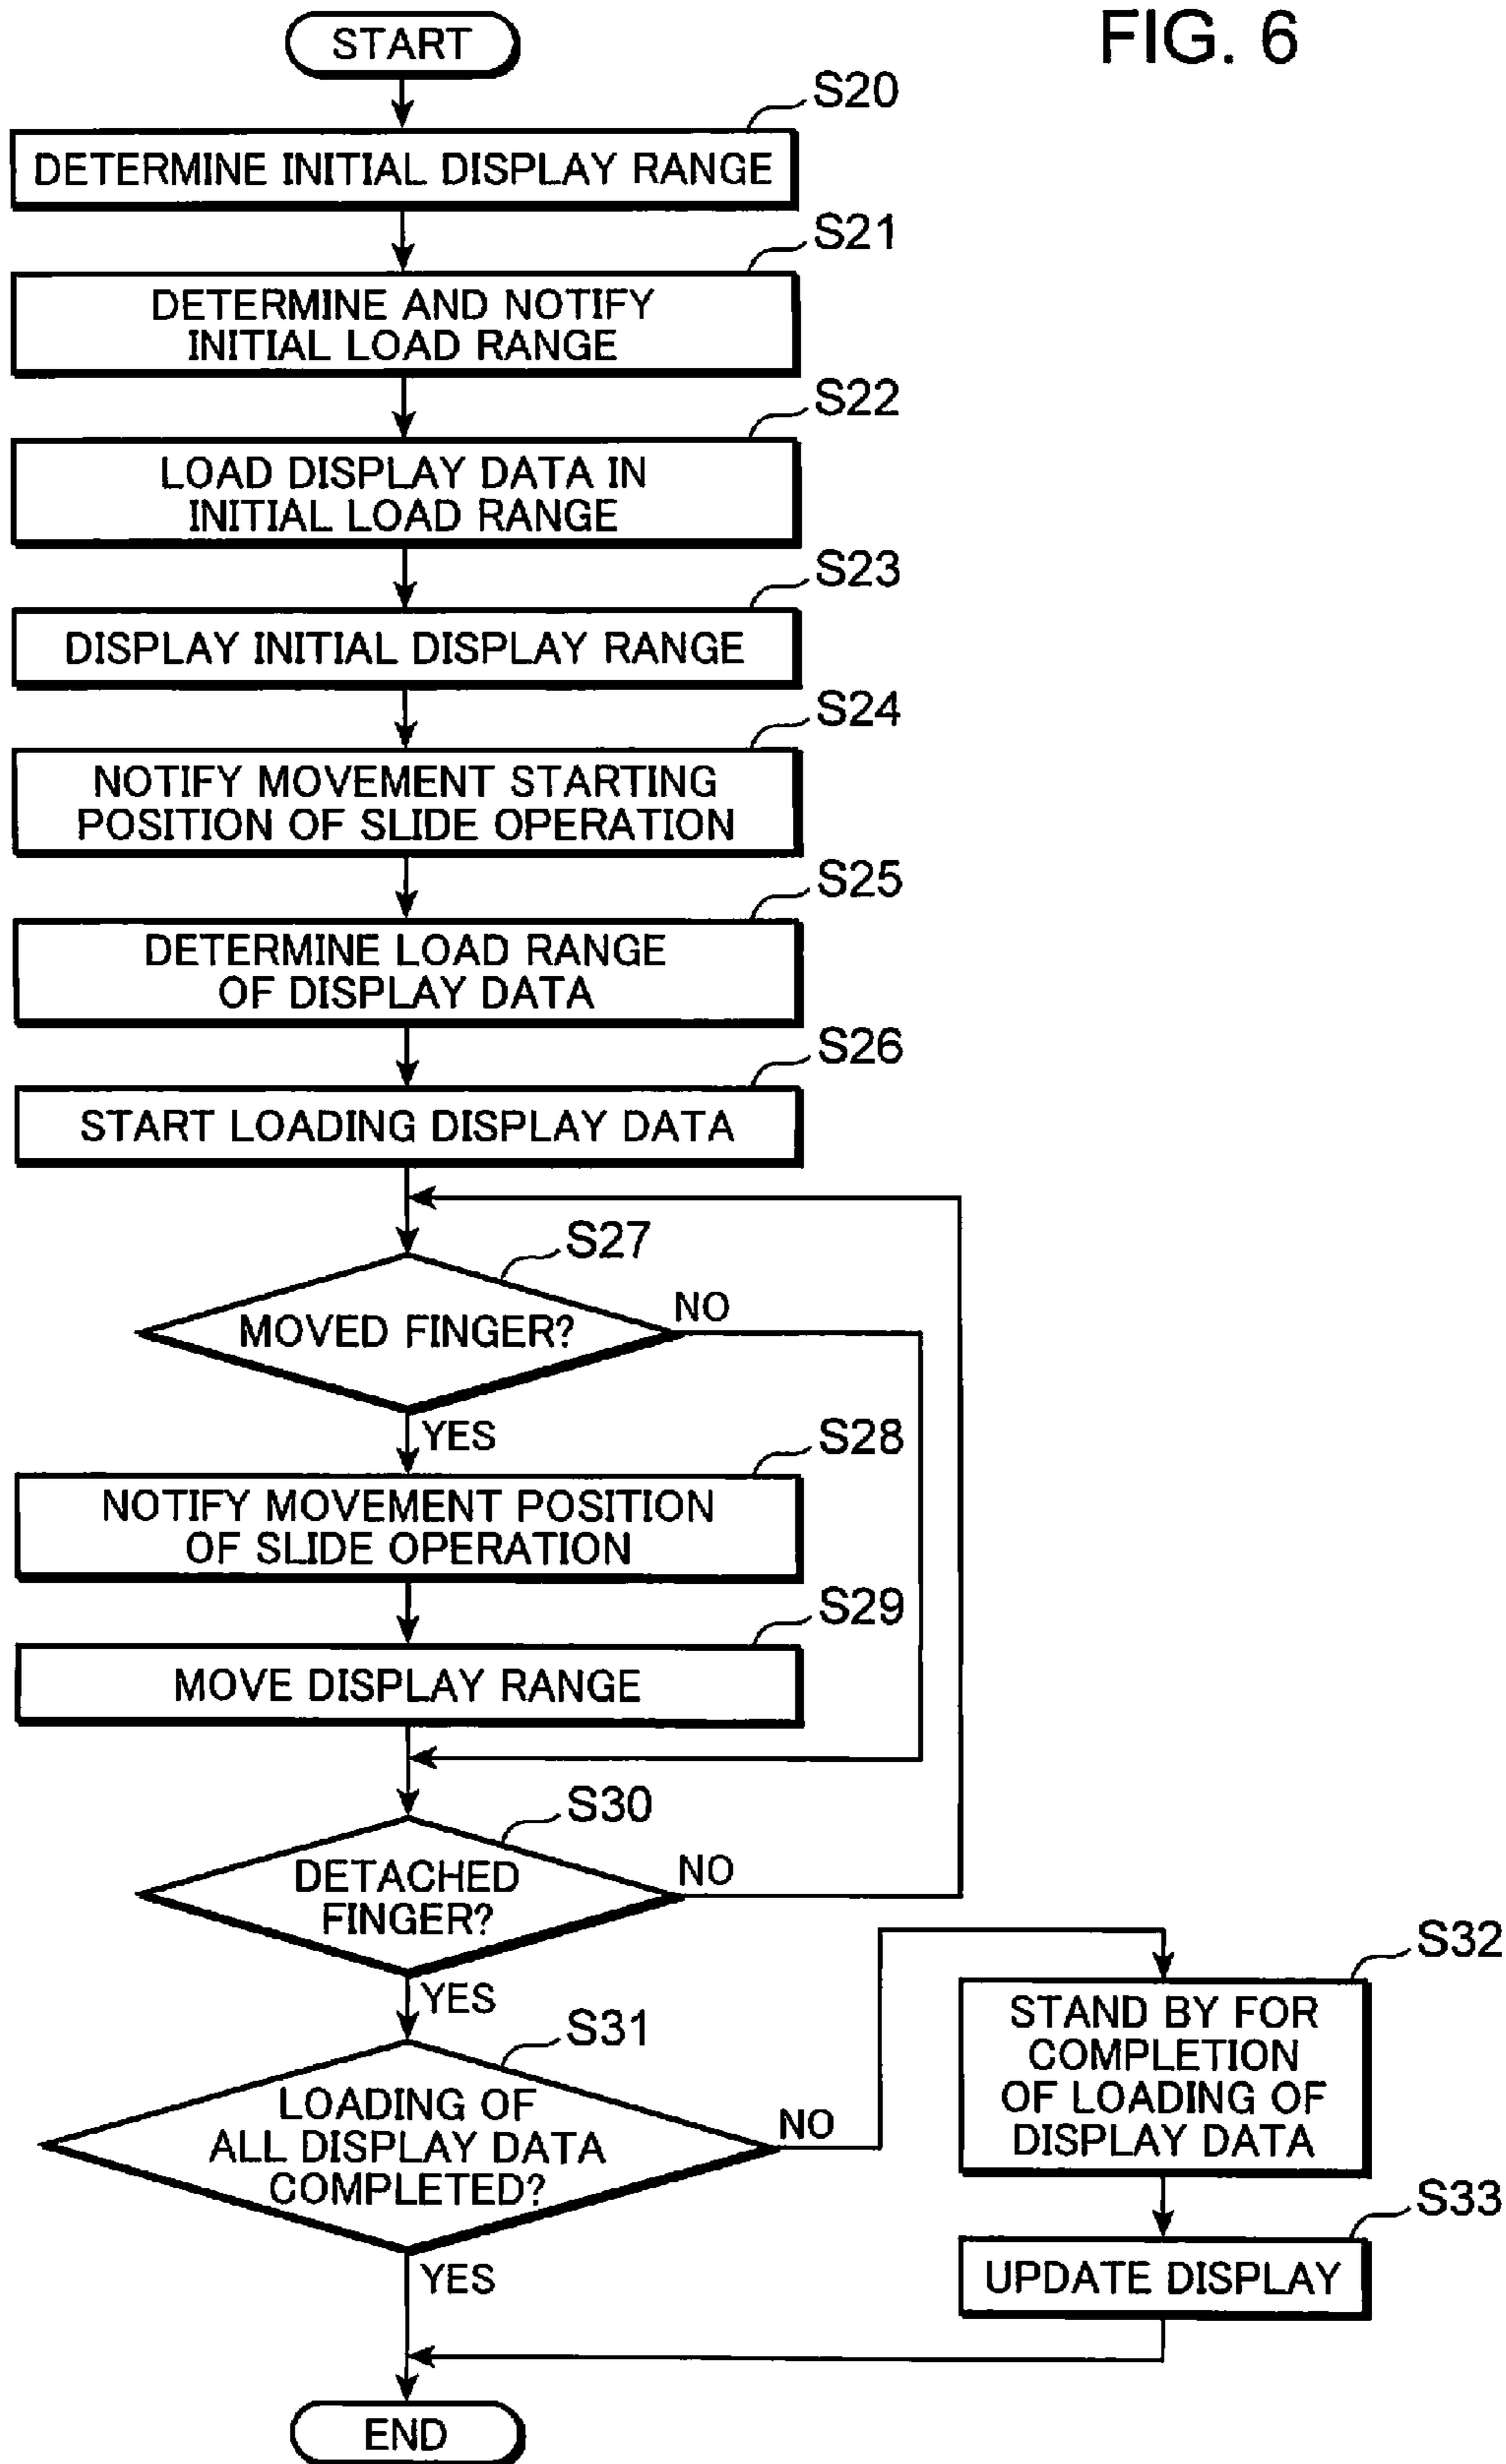 FIG. 6
START
S20
DETERMINE INITIAL DISPLAY RANGE
S21
DETERMINE AND NOTIFY
INITIAL LOAD RANGE
S22
LOAD DISPLAY DATA IN
INITIAL LOAD RANGE
S23
DISPLAY INITIAL DISPLAY RANGE
S24
NOTIFY MOVEMENT STARTING
POSITION OF SLIDE OPERATION
S25
DETERMINE LOAD RANGE
OF DISPLAY DATA
S26
START LOADING DISPLAY DATA
S27
MOVED FINGER?
NO
YES
S28
NOTIFY MOVEMENT POSITION
OF SLIDE OPERATION
S29
MOVE DISPLAY RANGE
S30
DETACHED
FINGER?
NO
YES
S31
LOADING OF
ALL DISPLAY DATA
COMPLETED?
NO
YES
S32
STAND BY FOR
COMPLETION
OF LOADING OF
DISPLAY DATA
S33
UPDATE DISPLAY
END